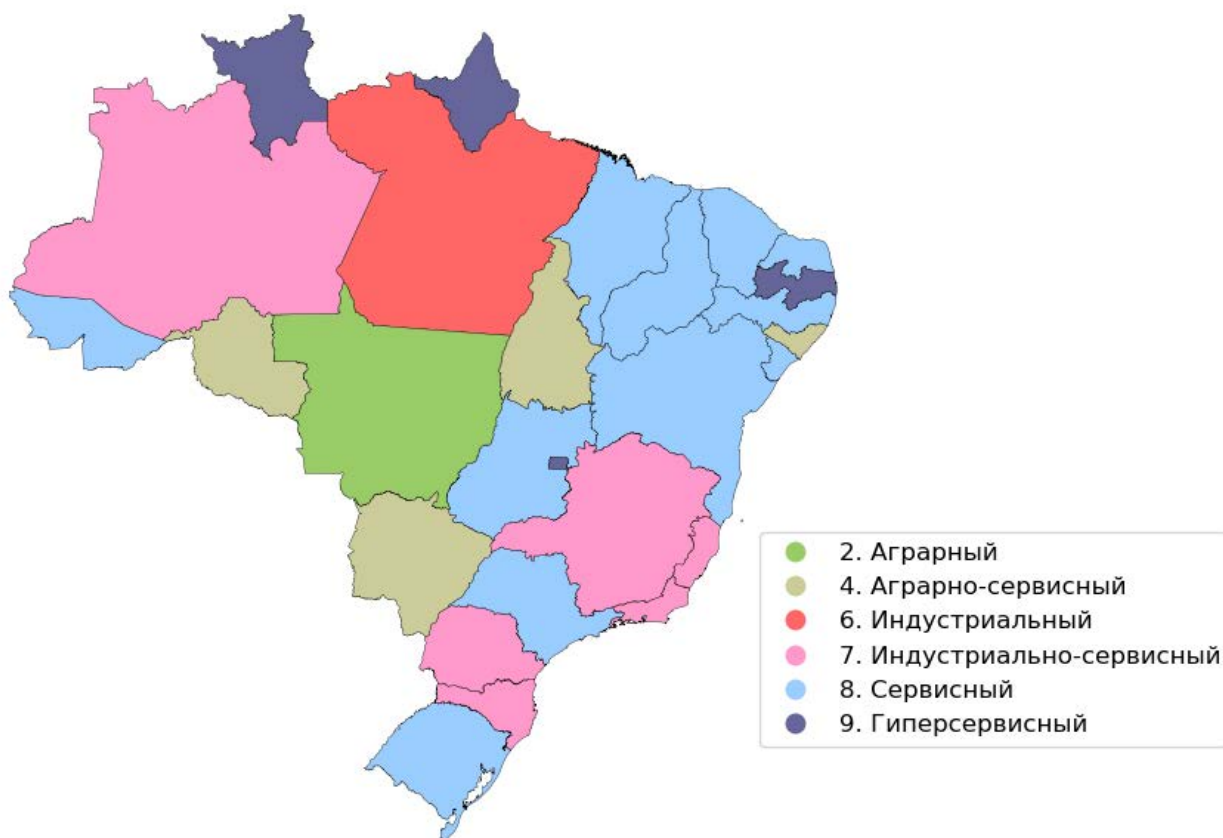 2. Аграрный
4. Аграрно-сервисный
6. Индустриальный
7. Индустриально-сервисный
8. Сервисный
9. Гиперсервисный